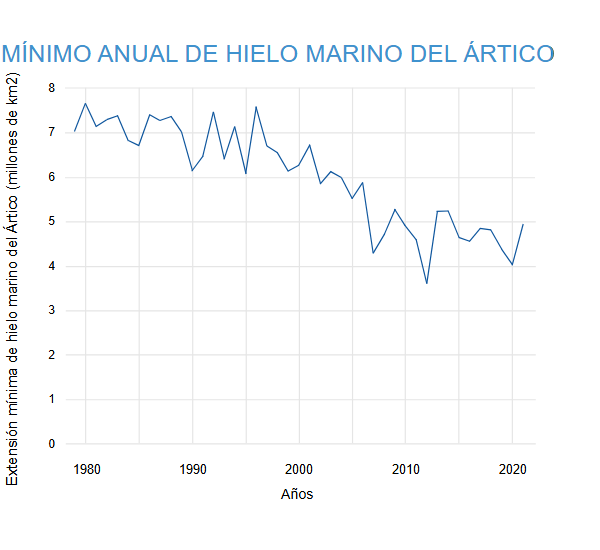 MÍNIMO ANUAL DE HIELO MARINO DEL ÁRTICO
Extensión mínima de hielo marino del Ártico (millones de km2)
8
7
6
5
4
3
2
1
0
1980 1990 2000 2010 2020
Años